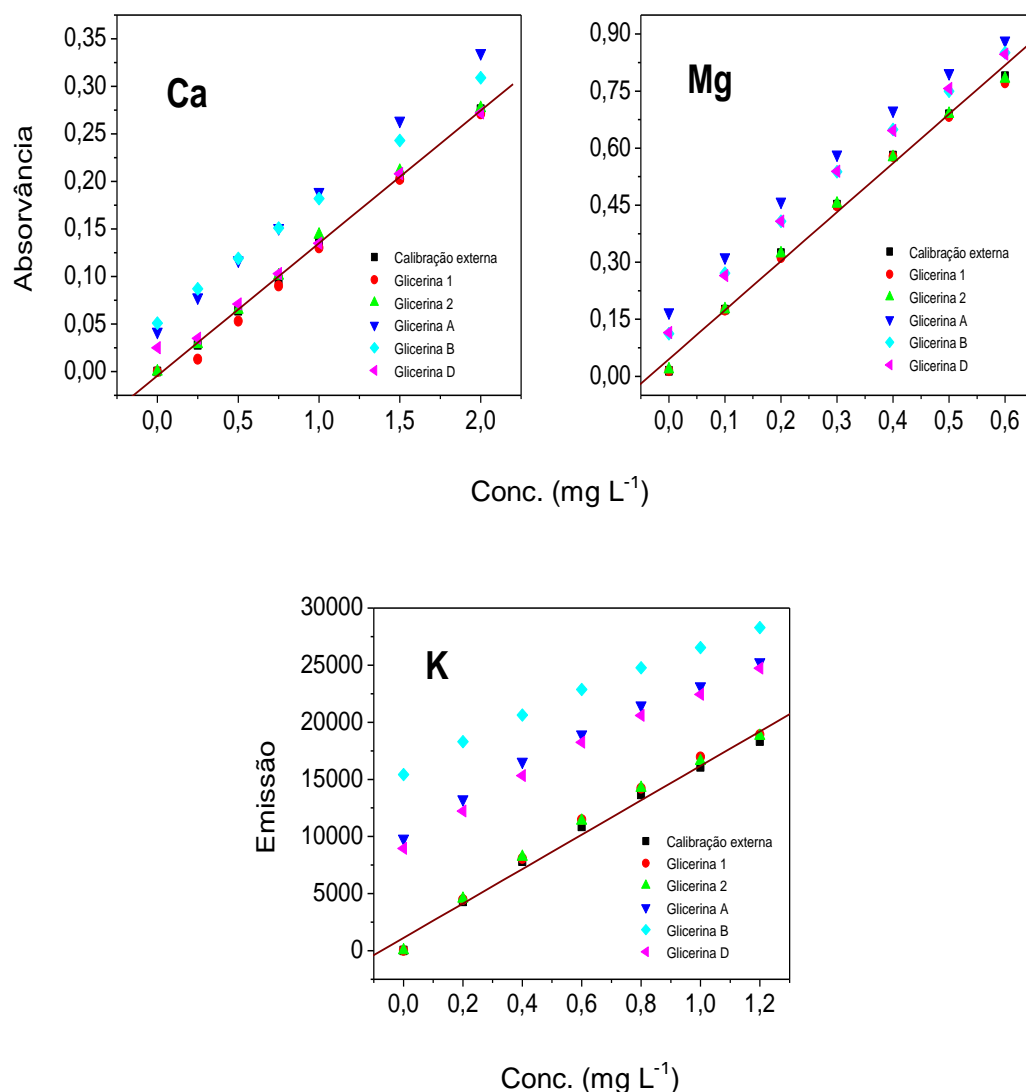 Ca
Absorvância
0,35
0,30
0,25
0,20
0,15
0,10
0,05
0,00
0,0 0,5 1,0 1,5 2,0
Calibração externa
Glicerina 1
Glicerina 2
Glicerina A
Glicerina B
Glicerina D
Mg
0,90
0,75
0,60
0,45
0,30
0,15
0,00
0,0 0,1 0,2 0,3 0,4 0,5 0,6
Calibração externa
Glicerina 1
Glicerina 2
Glicerina A
Glicerina B
Glicerina D
Conc. (mg L⁻¹)
K
Emissão
30000
25000
20000
15000
10000
5000
0
0,0 0,2 0,4 0,6 0,8 1,0 1,2
Calibração externa
Glicerina 1
Glicerina 2
Glicerina A
Glicerina B
Glicerina D
Conc. (mg L⁻¹)